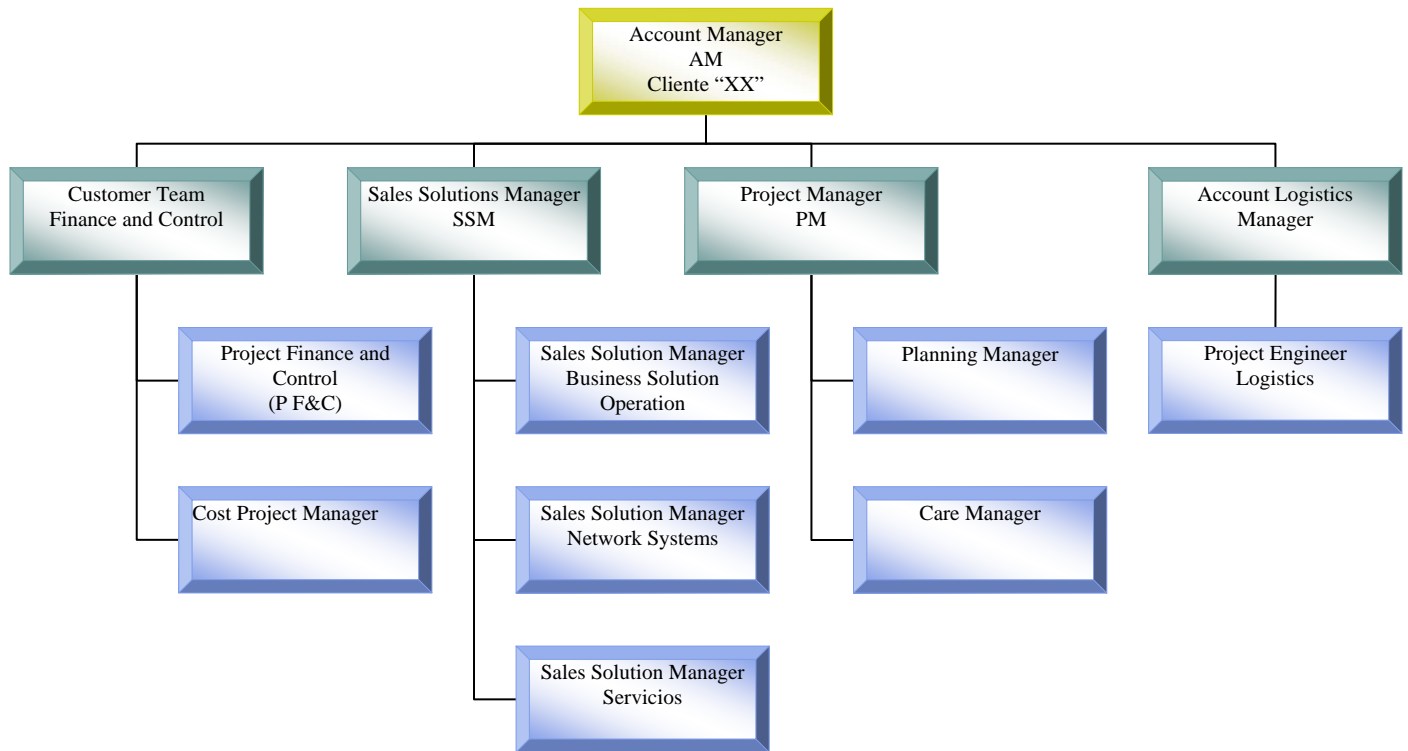 Account Manager
AM
Cliente “XX”
Customer Team
Finance and Control
Sales Solutions Manager
SSM
Project Manager
PM
Account Logistics
Manager
Project Finance and
Control
(P F&C)
Sales Solution Manager
Business Solution
Operation
Planning Manager
Project Engineer
Logistics
Cost Project Manager
Sales Solution Manager
Network Systems
Care Manager
Sales Solution Manager
Servicios